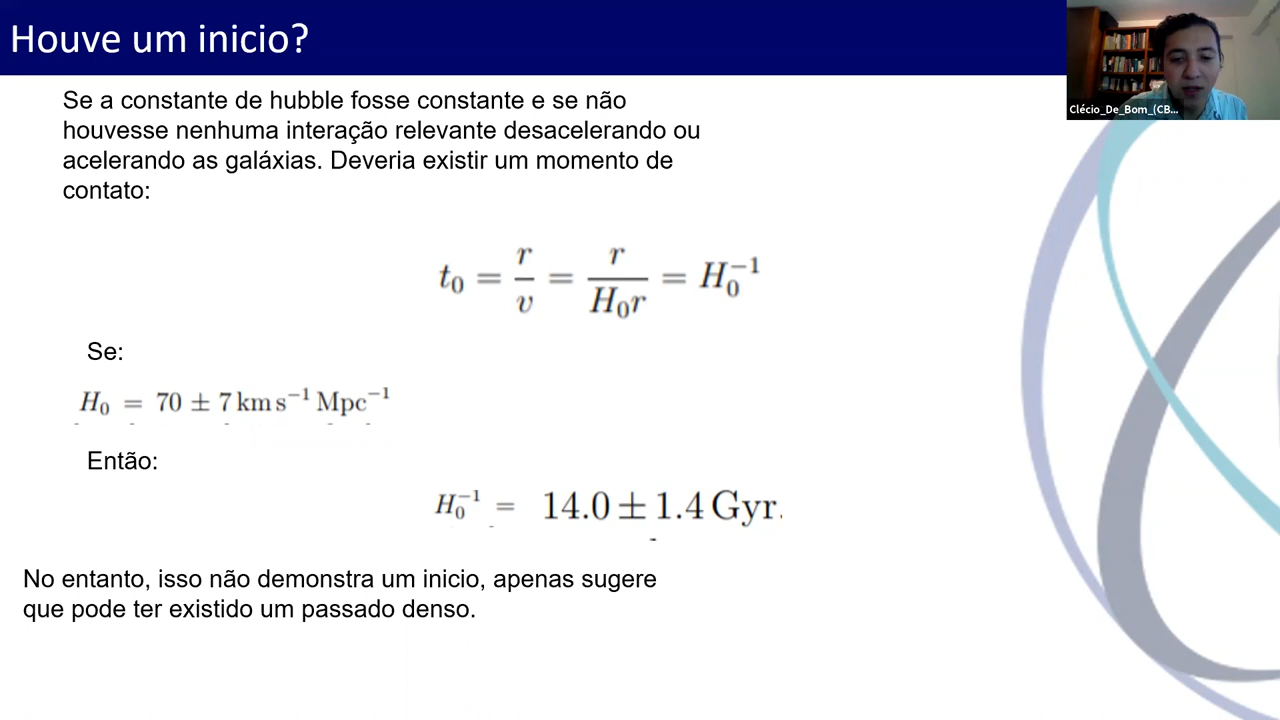 Houve um inicio?
Clécio_De_Bom_(CB...
Se a constante de hubble fosse constante e se não
houvesse nenhuma interação relevante desacelerando ou
acelerando as galáxias. Deveria existir um momento de
contato:
t₀ = r/v = r/(H₀r) = H₀⁻¹
Se:
H₀ = 70 ± 7 km s⁻¹ Mpc⁻¹
Então:
H₀⁻¹ = 14.0 ± 1.4 Gyr.
No entanto, isso não demonstra um inicio, apenas sugere
que pode ter existido um passado denso.